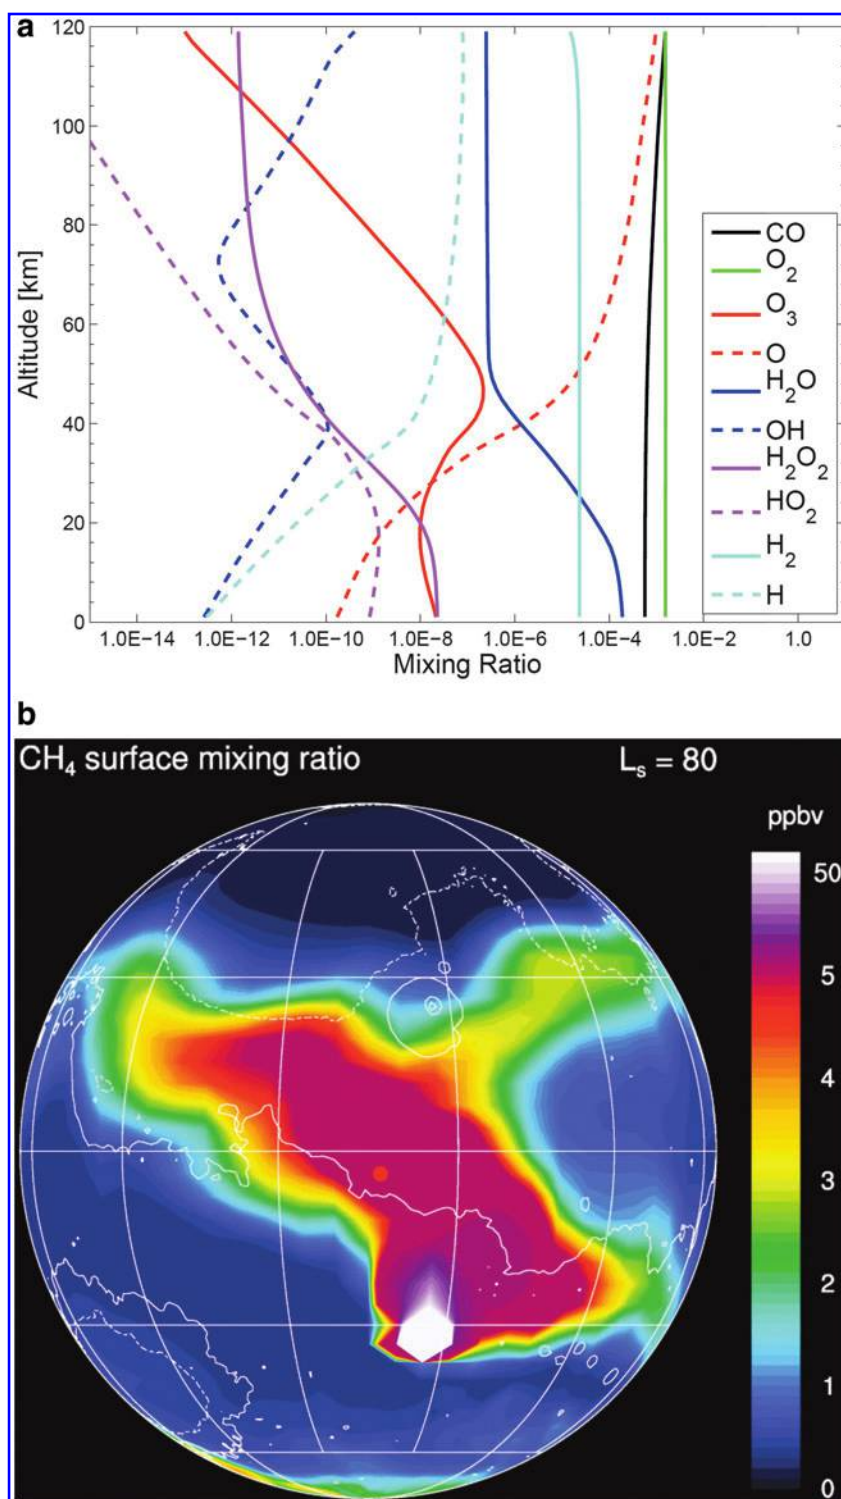 a
120
100
80
60
40
20
0
Altitude [km]
1.0E-14 1.0E-12 1.0E-10 1.0E-8 1.0E-6 1.0E-4 1.0E-2 1.0
Mixing Ratio
CO
O2
O3
O
H2O
OH
H2O2
HO2
H2
H
b
CH4 surface mixing ratio Ls = 80
ppbv
50
5
4
3
2
1
0